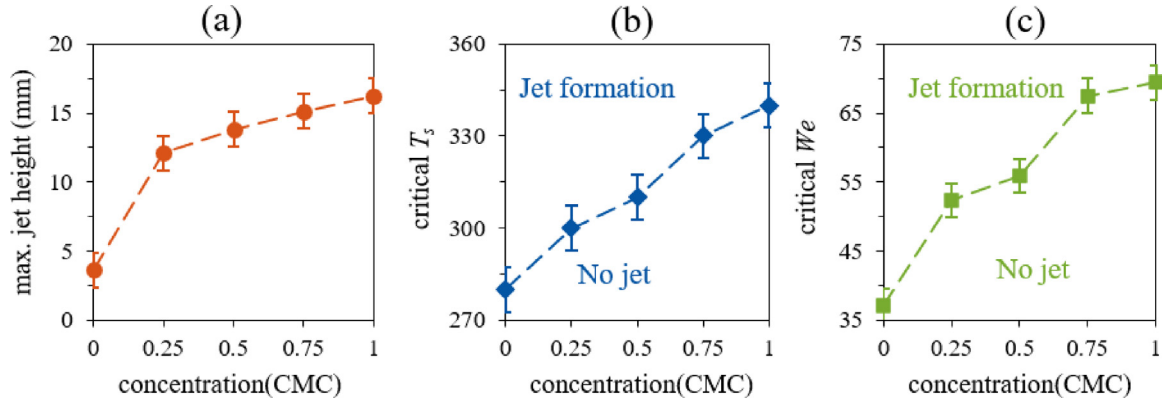 (a)
max. jet height (mm)
20
15
10
5
0
0 0.25 0.5 0.75 1
concentration(CMC)
(b)
critical Ts
360
330
300
270
Jet formation
No jet
0 0.25 0.5 0.75 1
concentration(CMC)
(c)
critical We
75
65
55
45
35
Jet formation
No jet
0 0.25 0.5 0.75 1
concentration(CMC)